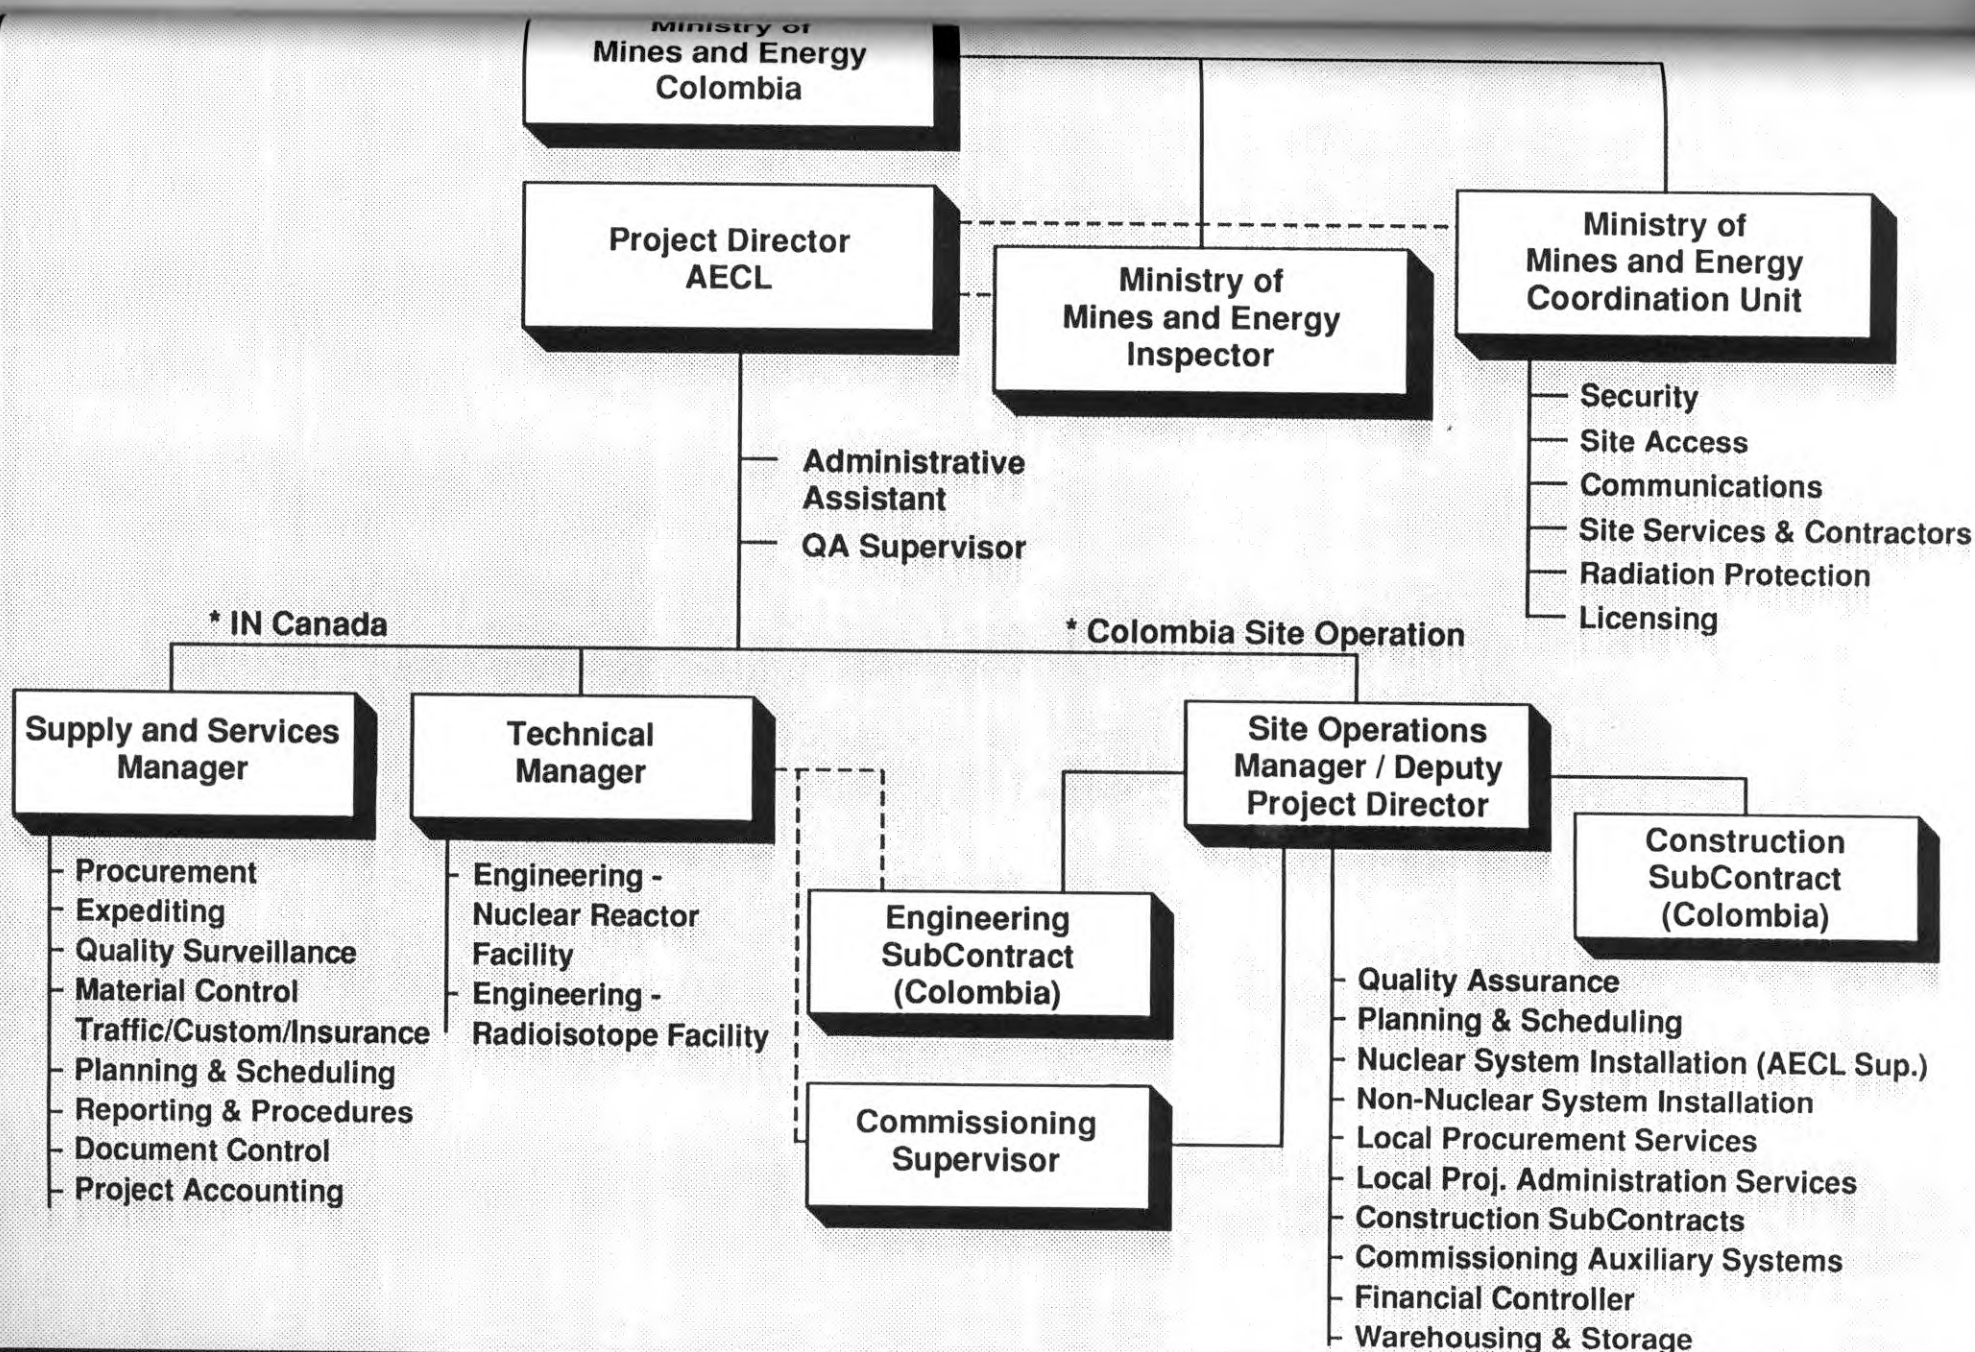 Ministry of
Mines and Energy
Colombia
Project Director
AECL
Ministry of
Mines and Energy
Inspector
Ministry of
Mines and Energy
Coordination Unit
Security
Site Access
Communications
Site Services & Contractors
Radiation Protection
Licensing
Administrative
Assistant
QA Supervisor
* IN Canada
* Colombia Site Operation
Supply and Services
Manager
Procurement
Expediting
Quality Surveillance
Material Control
Traffic/Custom/Insurance
Planning & Scheduling
Reporting & Procedures
Document Control
Project Accounting
Technical
Manager
Engineering -
Nuclear Reactor
Facility
Engineering -
Radioisotope Facility
Engineering
SubContract
(Colombia)
Commissioning
Supervisor
Site Operations
Manager / Deputy
Project Director
Construction
SubContract
(Colombia)
Quality Assurance
Planning & Scheduling
Nuclear System Installation (AECL Sup.)
Non-Nuclear System Installation
Local Procurement Services
Local Proj. Administration Services
Construction SubContracts
Commissioning Auxiliary Systems
Financial Controller
Warehousing & Storage